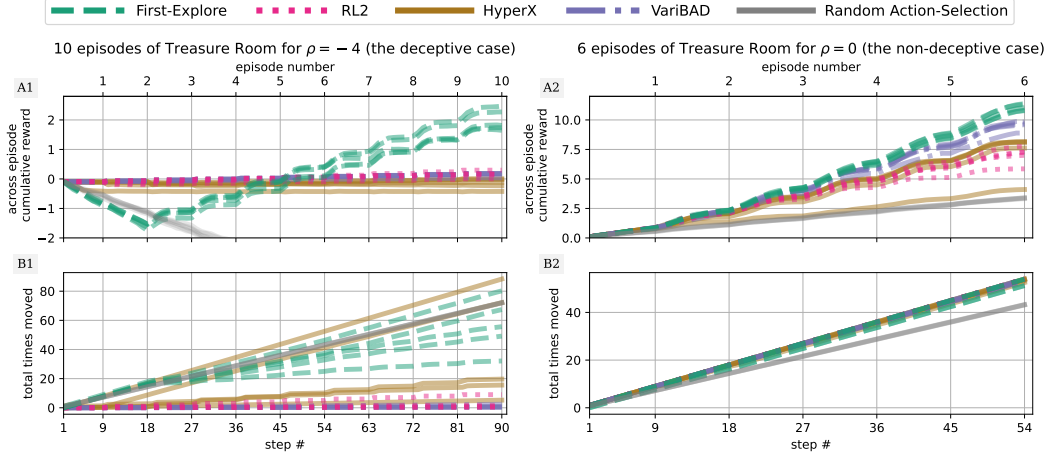 First-Explore RL2 HyperX VariBAD Random Action-Selection
10 episodes of Treasure Room for ρ = −4 (the deceptive case)
episode number
1 2 3 4 5 6 7 8 9 10
A1
across episode
cumulative reward
2
1
0
−1
−2
6 episodes of Treasure Room for ρ = 0 (the non-deceptive case)
episode number
1 2 3 4 5 6
A2
across episode
cumulative reward
10.0
7.5
5.0
2.5
0.0
B1
total times moved
80
60
40
20
0
1 9 18 27 36 45 54 63 72 81 90
step #
B2
total times moved
40
20
0
1 9 18 27 36 45 54
step #